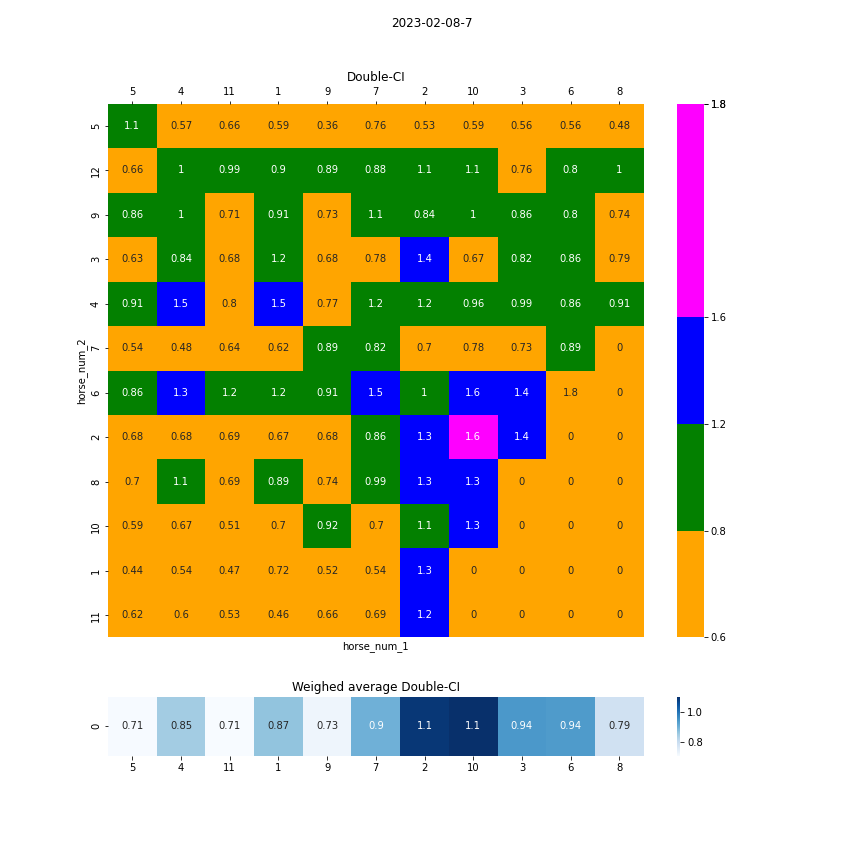 2023-02-08-7
Double-CI
5 4 11 1 9 7 2 10 3 6 8
5 1.1 0.57 0.66 0.59 0.36 0.76 0.53 0.59 0.56 0.56 0.48
12 0.66 1 0.99 0.9 0.89 0.88 1.1 1.1 0.76 0.8 1
9 0.86 1 0.71 0.91 0.73 1.1 0.84 1 0.86 0.8 0.74
3 0.63 0.84 0.68 1.2 0.68 0.78 1.4 0.67 0.82 0.86 0.79
4 0.91 1.5 0.8 1.5 0.77 1.2 1.2 0.96 0.99 0.86 0.91
7 0.54 0.48 0.64 0.62 0.89 0.82 0.7 0.78 0.73 0.89 0
6 0.86 1.3 1.2 1.2 0.91 1.5 1 1.6 1.4 1.8 0
2 0.68 0.68 0.69 0.67 0.68 0.86 1.3 1.6 1.4 0 0
8 0.7 1.1 0.69 0.89 0.74 0.99 1.3 1.3 0 0 0
10 0.59 0.67 0.51 0.7 0.92 0.7 1.1 1.3 0 0 0
1 0.44 0.54 0.47 0.72 0.52 0.54 1.3 0 0 0 0
11 0.62 0.6 0.53 0.46 0.66 0.69 1.2 0 0 0 0
horse_num_2
horse_num_1
1.8
1.6
1.2
0.8
0.6
Weighed average Double-CI
0 0.71 0.85 0.71 0.87 0.73 0.9 1.1 1.1 0.94 0.94 0.79
5 4 11 1 9 7 2 10 3 6 8
1.0
0.8